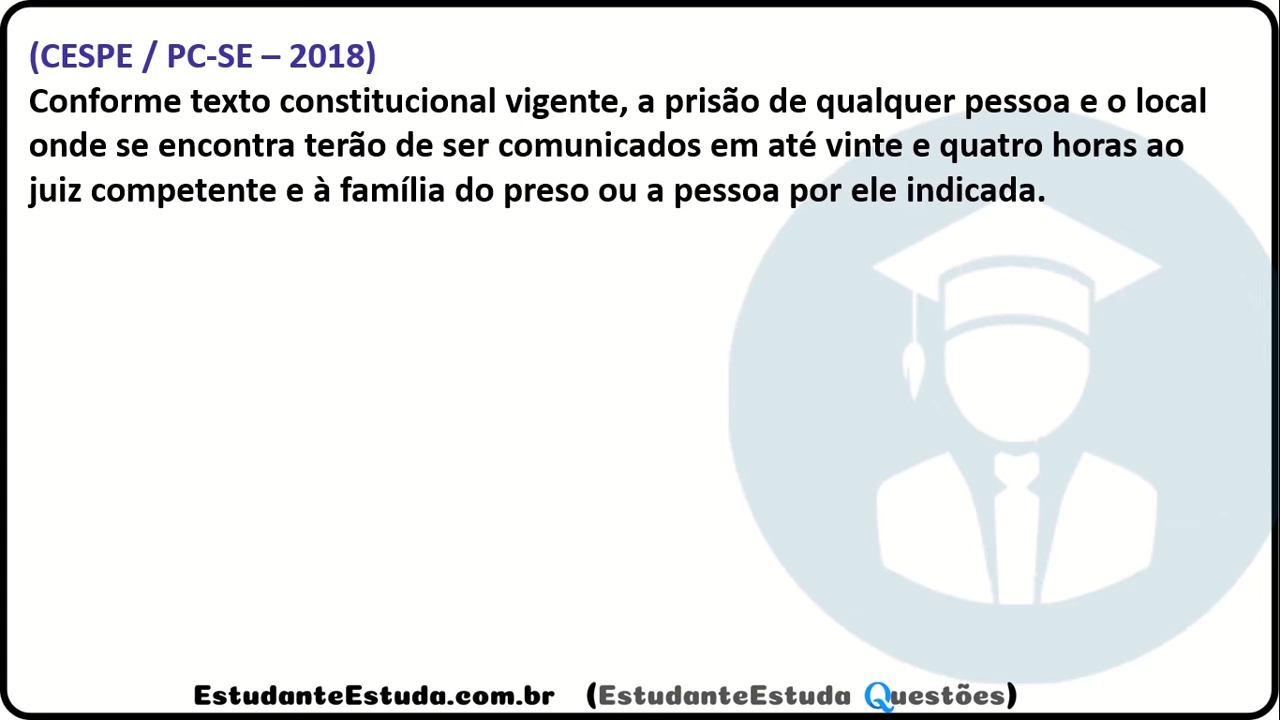 (CESPE / PC-SE – 2018)
Conforme texto constitucional vigente, a prisão de qualquer pessoa e o local
onde se encontra terão de ser comunicados em até vinte e quatro horas ao
juiz competente e à família do preso ou a pessoa por ele indicada.
EstudanteEstuda.com.br (EstudanteEstuda Questões)